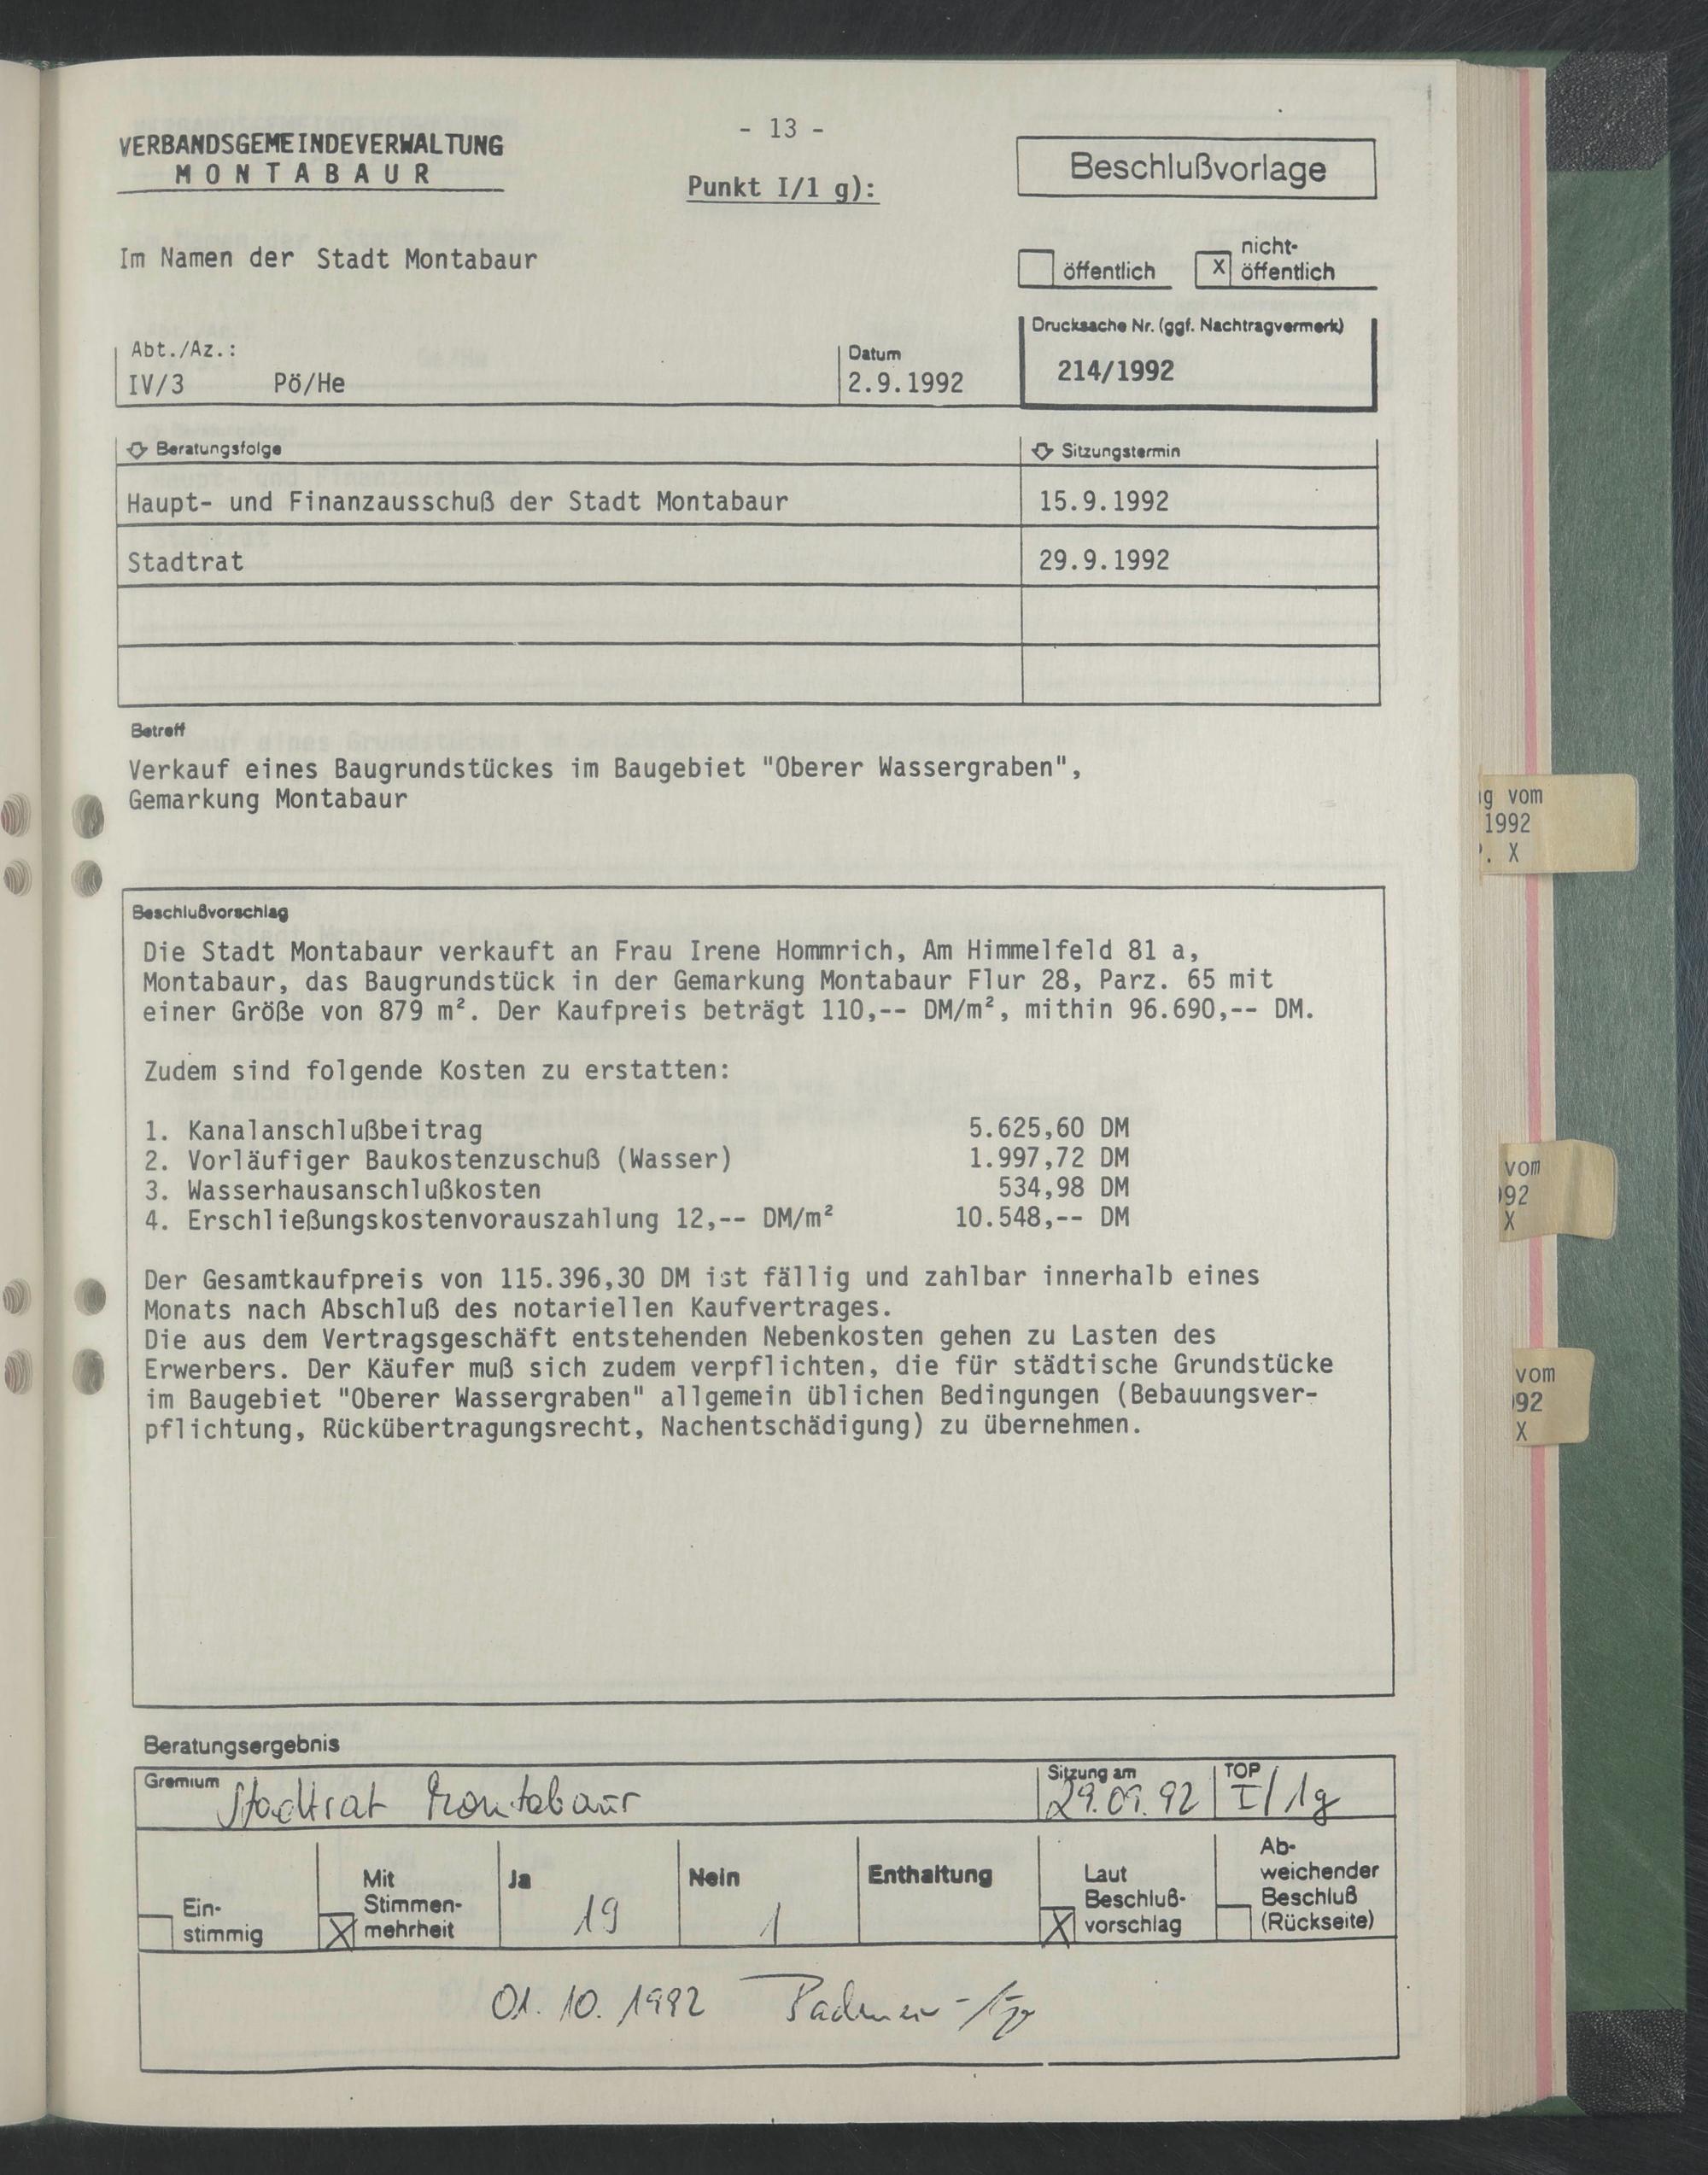 - 13 -
VERBANDSGEMEINDEVERWALTUNG
MONTABAUR
Punkt I/1 g):
Beschlußvorlage
Im Namen der Stadt Montabaur
öffentlich
X nicht-
öffentlich
Abt./Az.:
IV/3 Pö/He
Datum
2.9.1992
Drucksache Nr. (ggf. Nachtragvermerk)
214/1992
Beratungsfolge Sitzungstermin
Haupt- und Finanzausschuß der Stadt Montabaur 15.9.1992
Stadtrat 29.9.1992
Betreff
Verkauf eines Baugrundstückes im Baugebiet "Oberer Wassergraben",
Gemarkung Montabaur
Beschlußvorschlag
Die Stadt Montabaur verkauft an Frau Irene Hommrich, Am Himmelfeld 81 a,
Montabaur, das Baugrundstück in der Gemarkung Montabaur Flur 28, Parz. 65 mit
einer Größe von 879 m². Der Kaufpreis beträgt 110,-- DM/m², mithin 96.690,-- DM.
Zudem sind folgende Kosten zu erstatten:
1. Kanalanschlußbeitrag 5.625,60 DM
2. Vorläufiger Baukostenzuschuß (Wasser) 1.997,72 DM
3. Wasserhausanschlußkosten 534,98 DM
4. Erschließungskostenvorauszahlung 12,-- DM/m² 10.548,-- DM
Der Gesamtkaufpreis von 115.396,30 DM ist fällig und zahlbar innerhalb eines
Monats nach Abschluß des notariellen Kaufvertrages.
Die aus dem Vertragsgeschäft entstehenden Nebenkosten gehen zu Lasten des
Erwerbers. Der Käufer muß sich zudem verpflichten, die für städtische Grundstücke
im Baugebiet "Oberer Wassergraben" allgemein üblichen Bedingungen (Bebauungsver-
pflichtung, Rückübertragungsrecht, Nachentschädigung) zu übernehmen.
Beratungsergebnis
Gremium Stadtrat Montabaur
Sitzung am
29.09.92
TOP
I/1g
Ein-
stimmig
Mit
Stimmen-
X mehrheit
Ja
19
Nein
1
Enthaltung
Laut
Beschluß-
X vorschlag
Ab-
weichender
Beschluß
(Rückseite)
01.10.1992
g vom
1992
. X
vom
92
X
vom
92
X